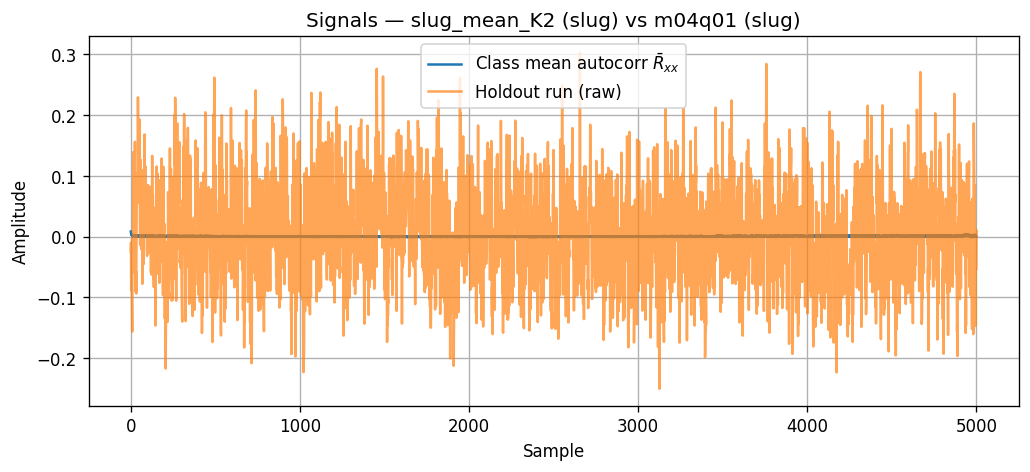 Signals — slug_mean_K2 (slug) vs m04q01 (slug)
Class mean autocorr R̄xx
Holdout run (raw)
Amplitude
0.3
0.2
0.1
0.0
−0.1
−0.2
0 1000 2000 3000 4000 5000
Sample